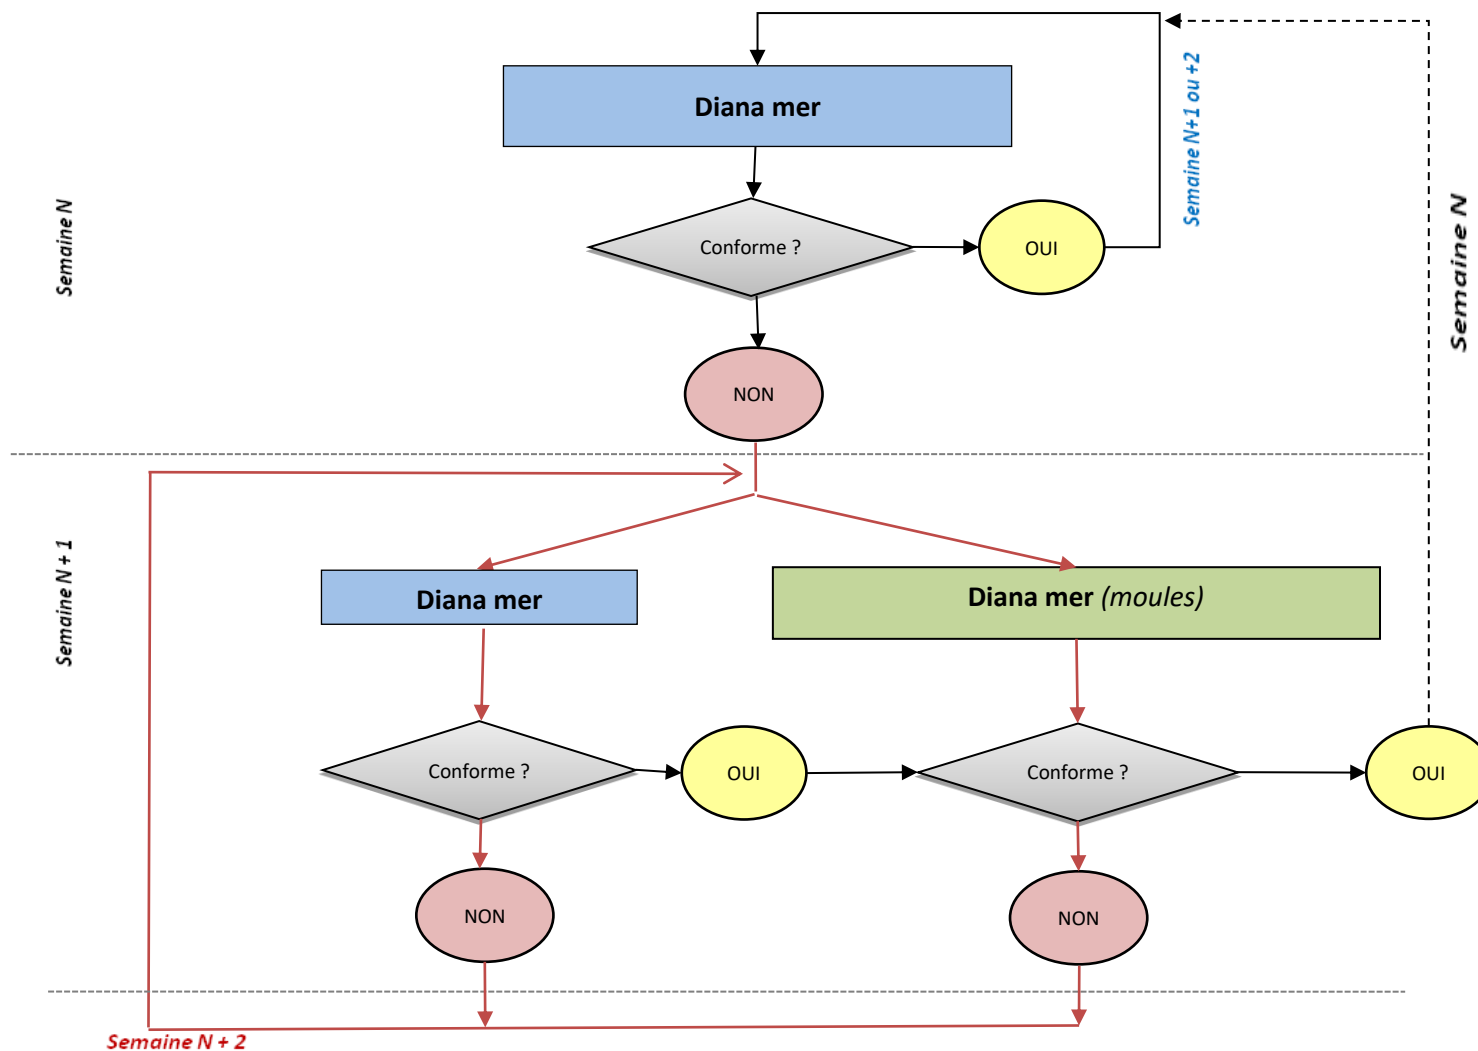 Diana mer
Semaine N+1 ou +2
Semaine N
Semaine N
Conforme ?
OUI
NON
Semaine N + 1
Diana mer
Diana mer (moules)
Conforme ?
OUI
Conforme ?
OUI
NON
NON
Semaine N + 2